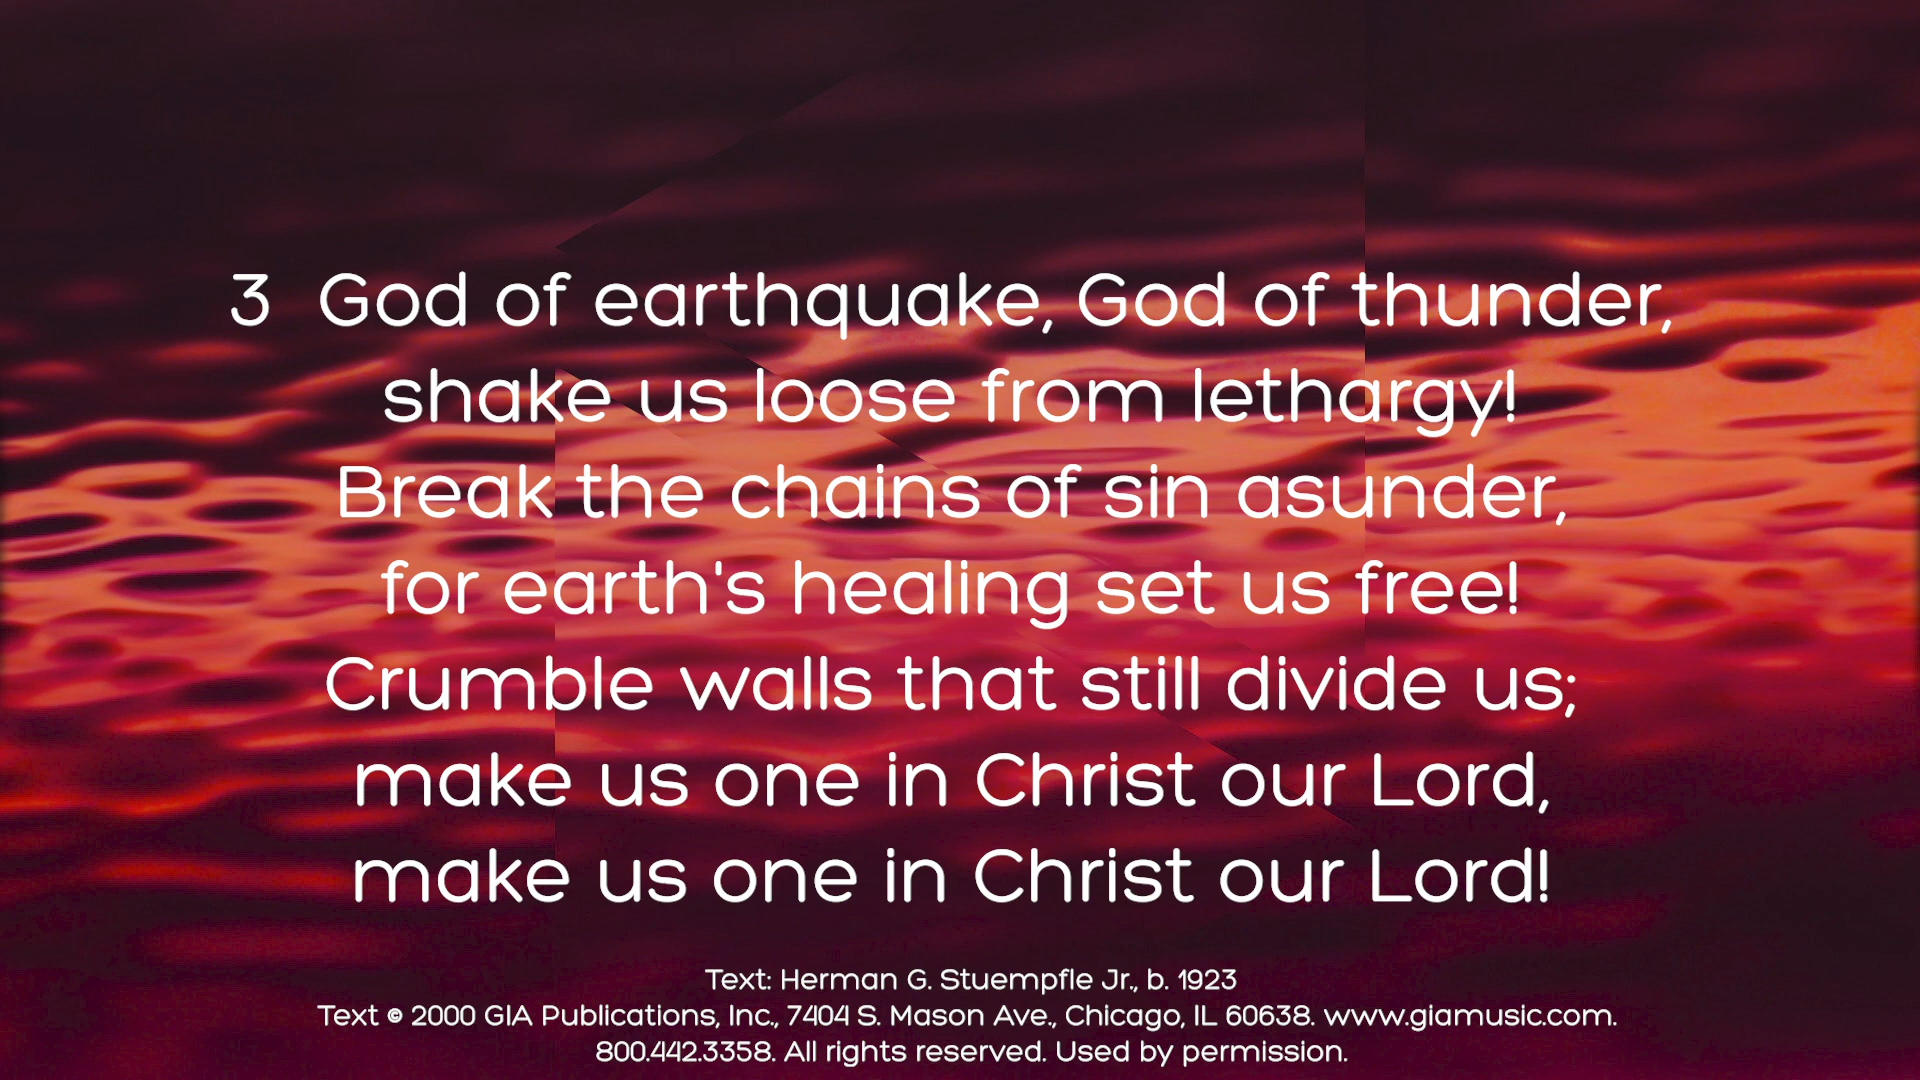 3 God of earthquake, God of thunder,
shake us loose from lethargy!
Break the chains of sin asunder,
for earth's healing set us free!
Crumble walls that still divide us;
make us one in Christ our Lord,
make us one in Christ our Lord!
Text: Herman G. Stuempfle Jr., b. 1923
Text © 2000 GIA Publications, Inc., 7404 S. Mason Ave., Chicago, IL 60638. www.giamusic.com.
800.442.3358. All rights reserved. Used by permission.